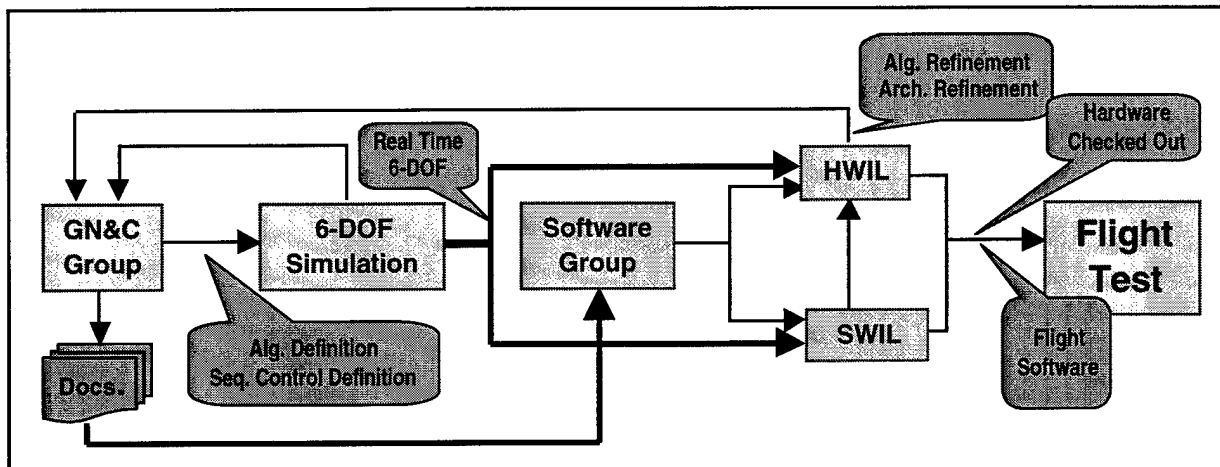 Alg. Refinement
Arch. Refinement
Hardware
Checked Out
Real Time
6-DOF
HWIL
GN&C
Group
6-DOF
Simulation
Software
Group
Flight
Test
SWIL
Alg. Definition
Seq. Control Definition
Flight
Software
Docs.